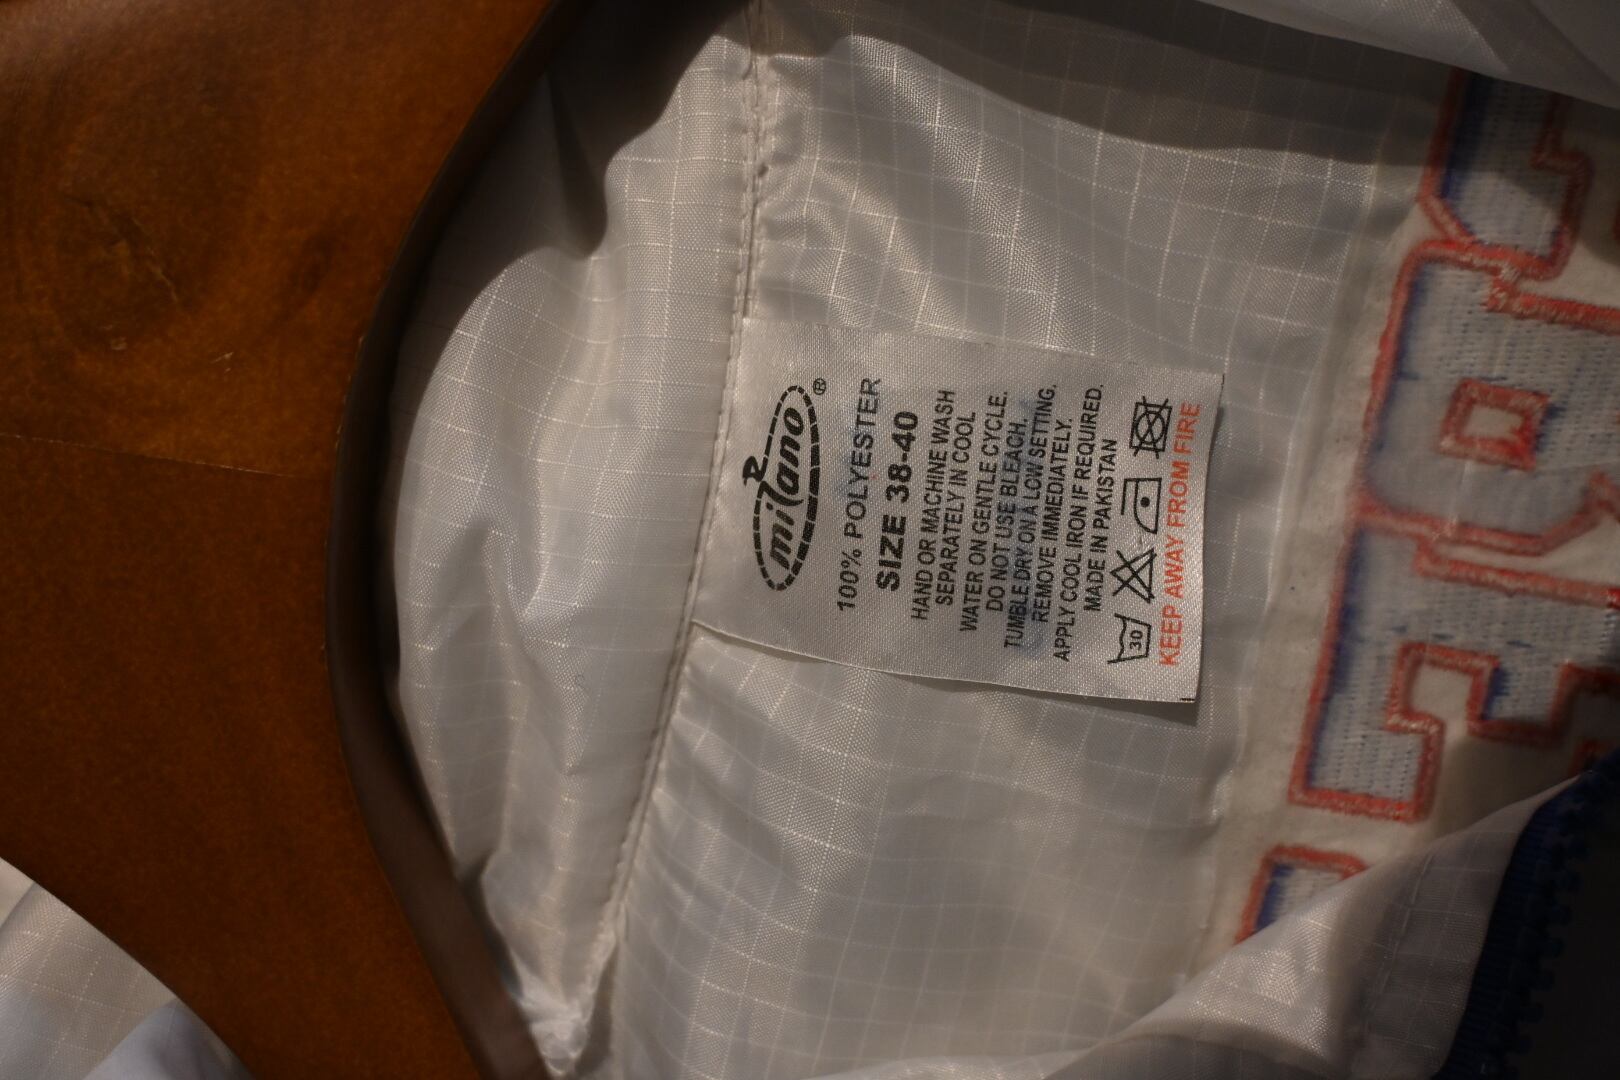 milano®
100% POLYESTER
SIZE 38-40
HAND OR MACHINE WASH
SEPARATELY IN COOL
WATER ON GENTLE CYCLE.
DO NOT USE BLEACH,
TUMBLE DRY ON A LOW SETTING,
REMOVE IMMEDIATELY.
APPLY COOL IRON IF REQUIRED.
MADE IN PAKISTAN
30
KEEP AWAY FROM FIRE